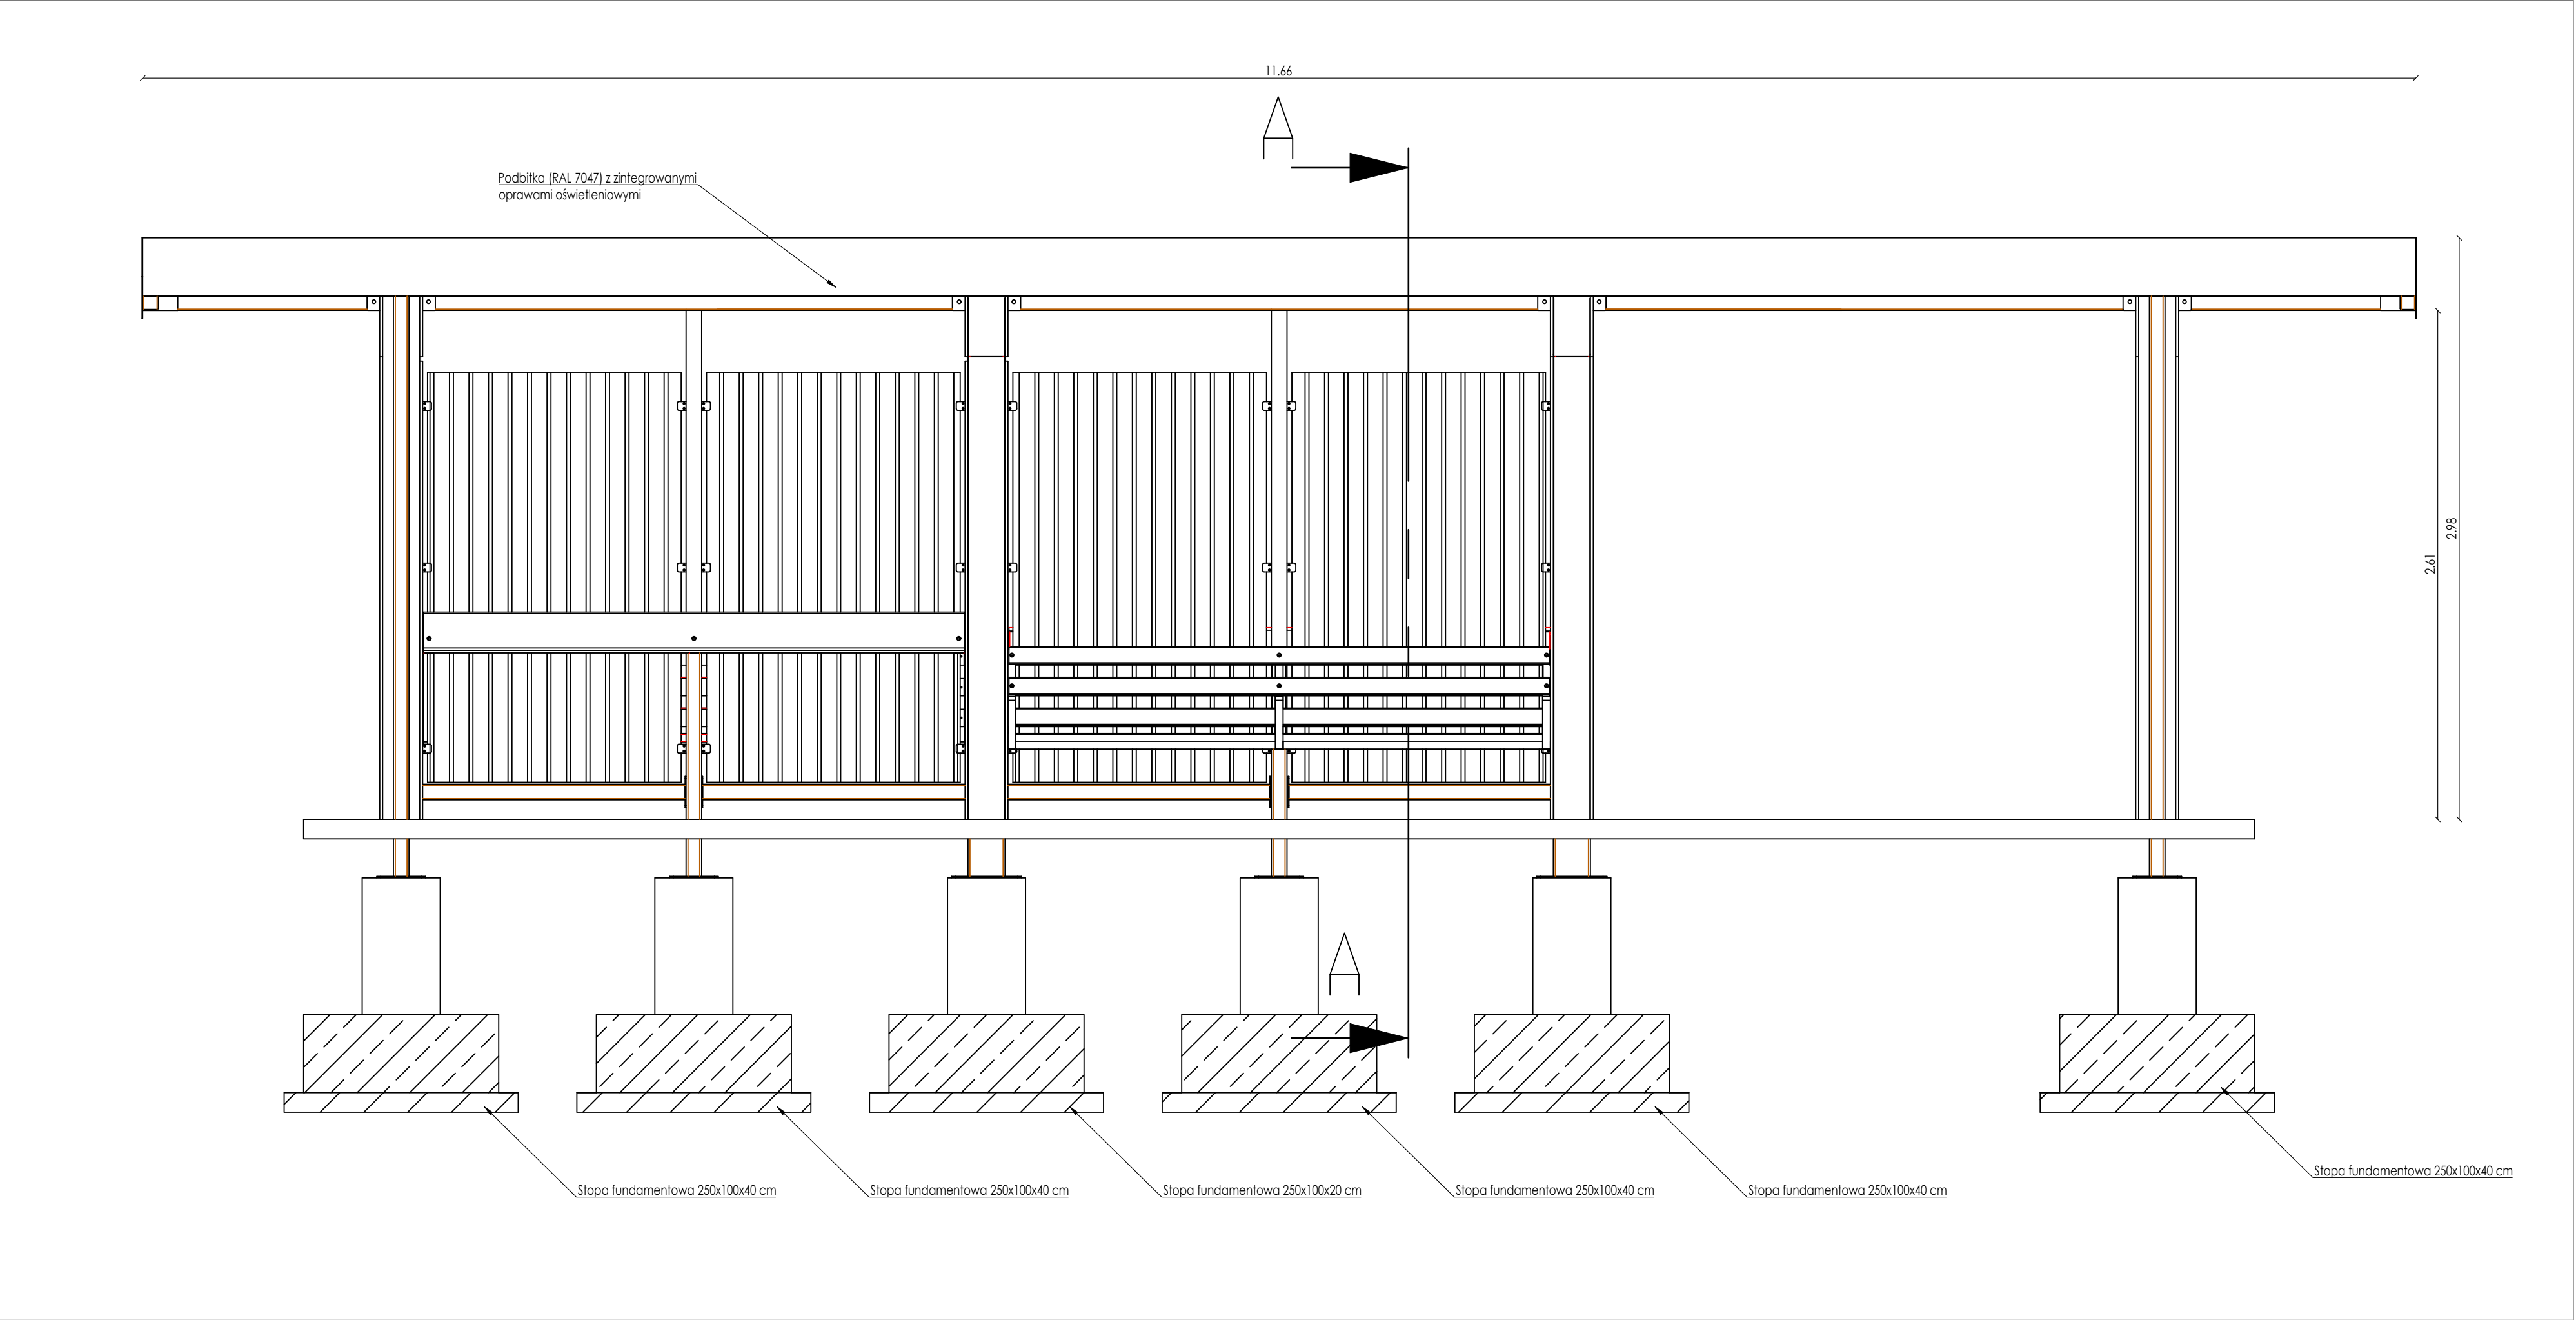 11.66
A
Podbitka (RAL 7047) z zintegrowanymi
oprawami oświetleniowymi
2.98
2.61
A
Stopa fundamentowa 250x100x40 cm
Stopa fundamentowa 250x100x40 cm
Stopa fundamentowa 250x100x40 cm
Stopa fundamentowa 250x100x20 cm
Stopa fundamentowa 250x100x40 cm
Stopa fundamentowa 250x100x40 cm